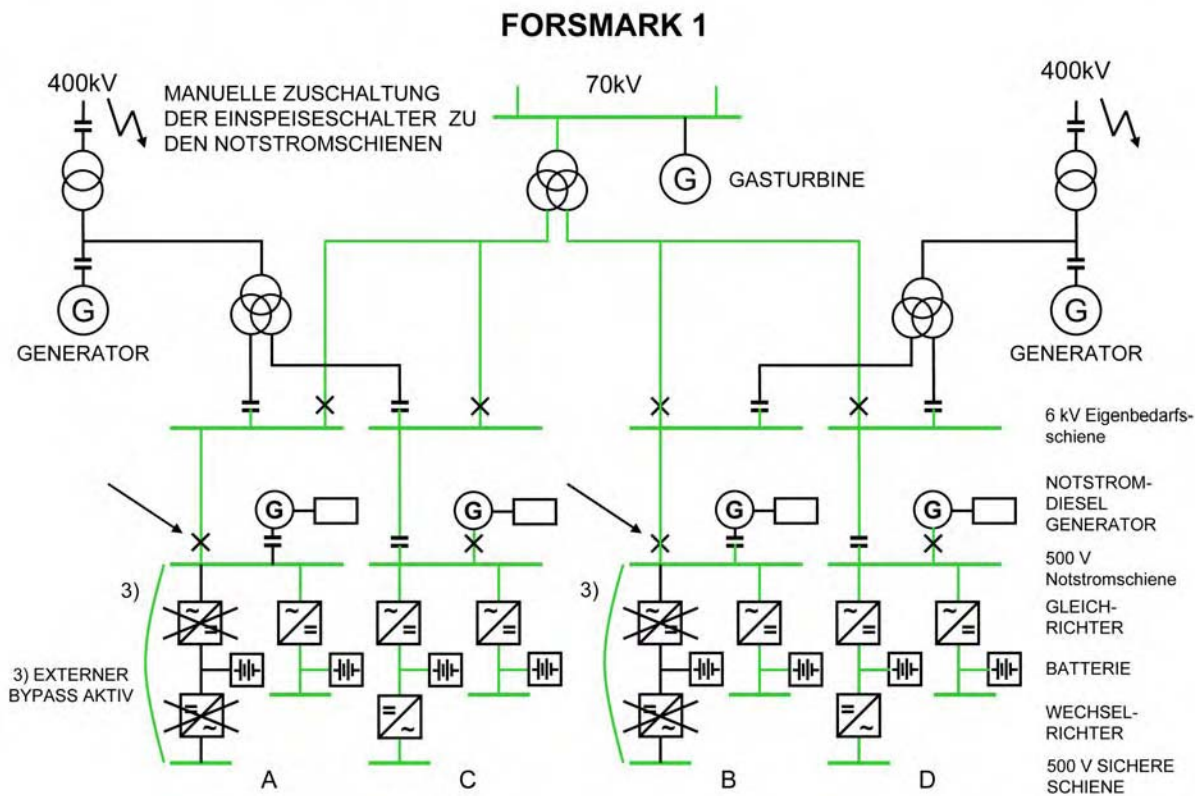 FORSMARK 1
400kV
MANUELLE ZUSCHALTUNG
DER EINSPEISESCHALTER ZU
DEN NOTSTROMSCHIENEN
70kV
400kV
G
GASTURBINE
G
GENERATOR
G
GENERATOR
6 kV Eigenbedarfs-
schiene
G
G
G
G
NOTSTROM-
DIESEL
GENERATOR
500 V
Notstromschiene
3)
3)
GLEICH-
RICHTER
3) EXTERNER
BYPASS AKTIV
BATTERIE
WECHSEL-
RICHTER
A
C
B
D
500 V SICHERE
SCHIENE